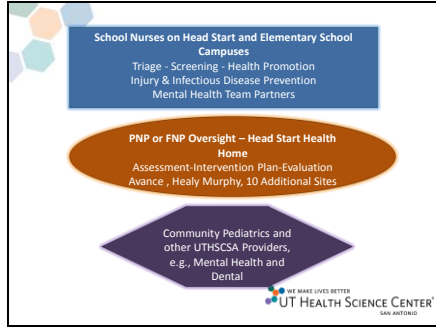 School Nurses on Head Start and Elementary School
Campuses
Triage - Screening - Health Promotion
Injury & Infectious Disease Prevention
Mental Health Team Partners
PNP or FNP Oversight – Head Start Health
Home
Assessment-Intervention Plan-Evaluation
Avance , Healy Murphy, 10 Additional Sites
Community Pediatrics and
other UTHSCSA Providers,
e.g., Mental Health and
Dental
WE MAKE LIVES BETTER
UT HEALTH SCIENCE CENTER®
SAN ANTONIO